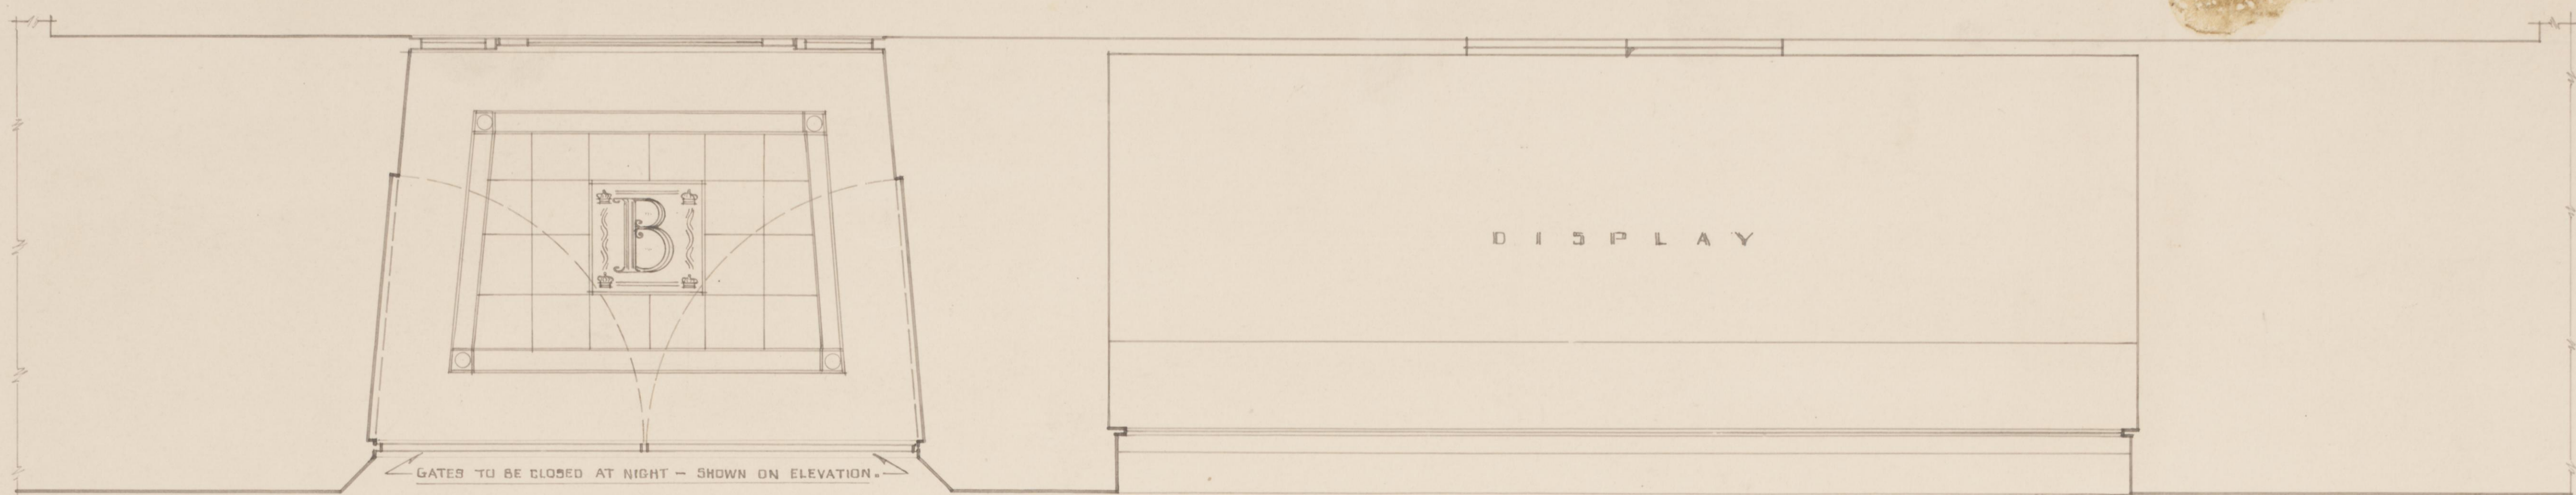 B
DISPLAY
GATES TO BE CLOSED AT NIGHT — SHOWN ON ELEVATION.